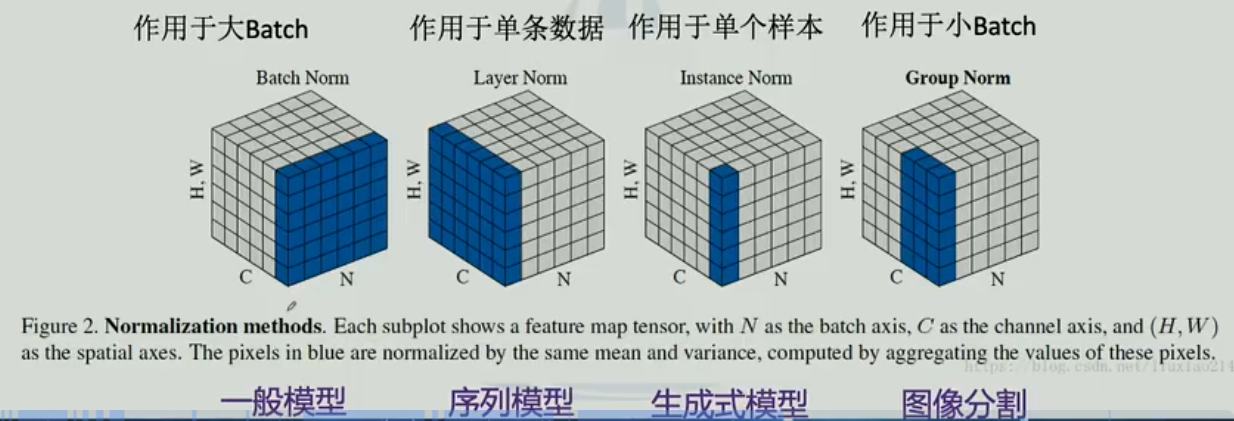 作用于大Batch 作用于单条数据 作用于单个样本 作用于小Batch
Batch Norm Layer Norm Instance Norm Group Norm
H, W H, W H, W H, W
C N C N C N C N
Figure 2. Normalization methods. Each subplot shows a feature map tensor, with N as the batch axis, C as the channel axis, and (H, W)
as the spatial axes. The pixels in blue are normalized by the same mean and variance, computed by aggregating the values of these pixels.
一般模型 序列模型 生成式模型 图像分割